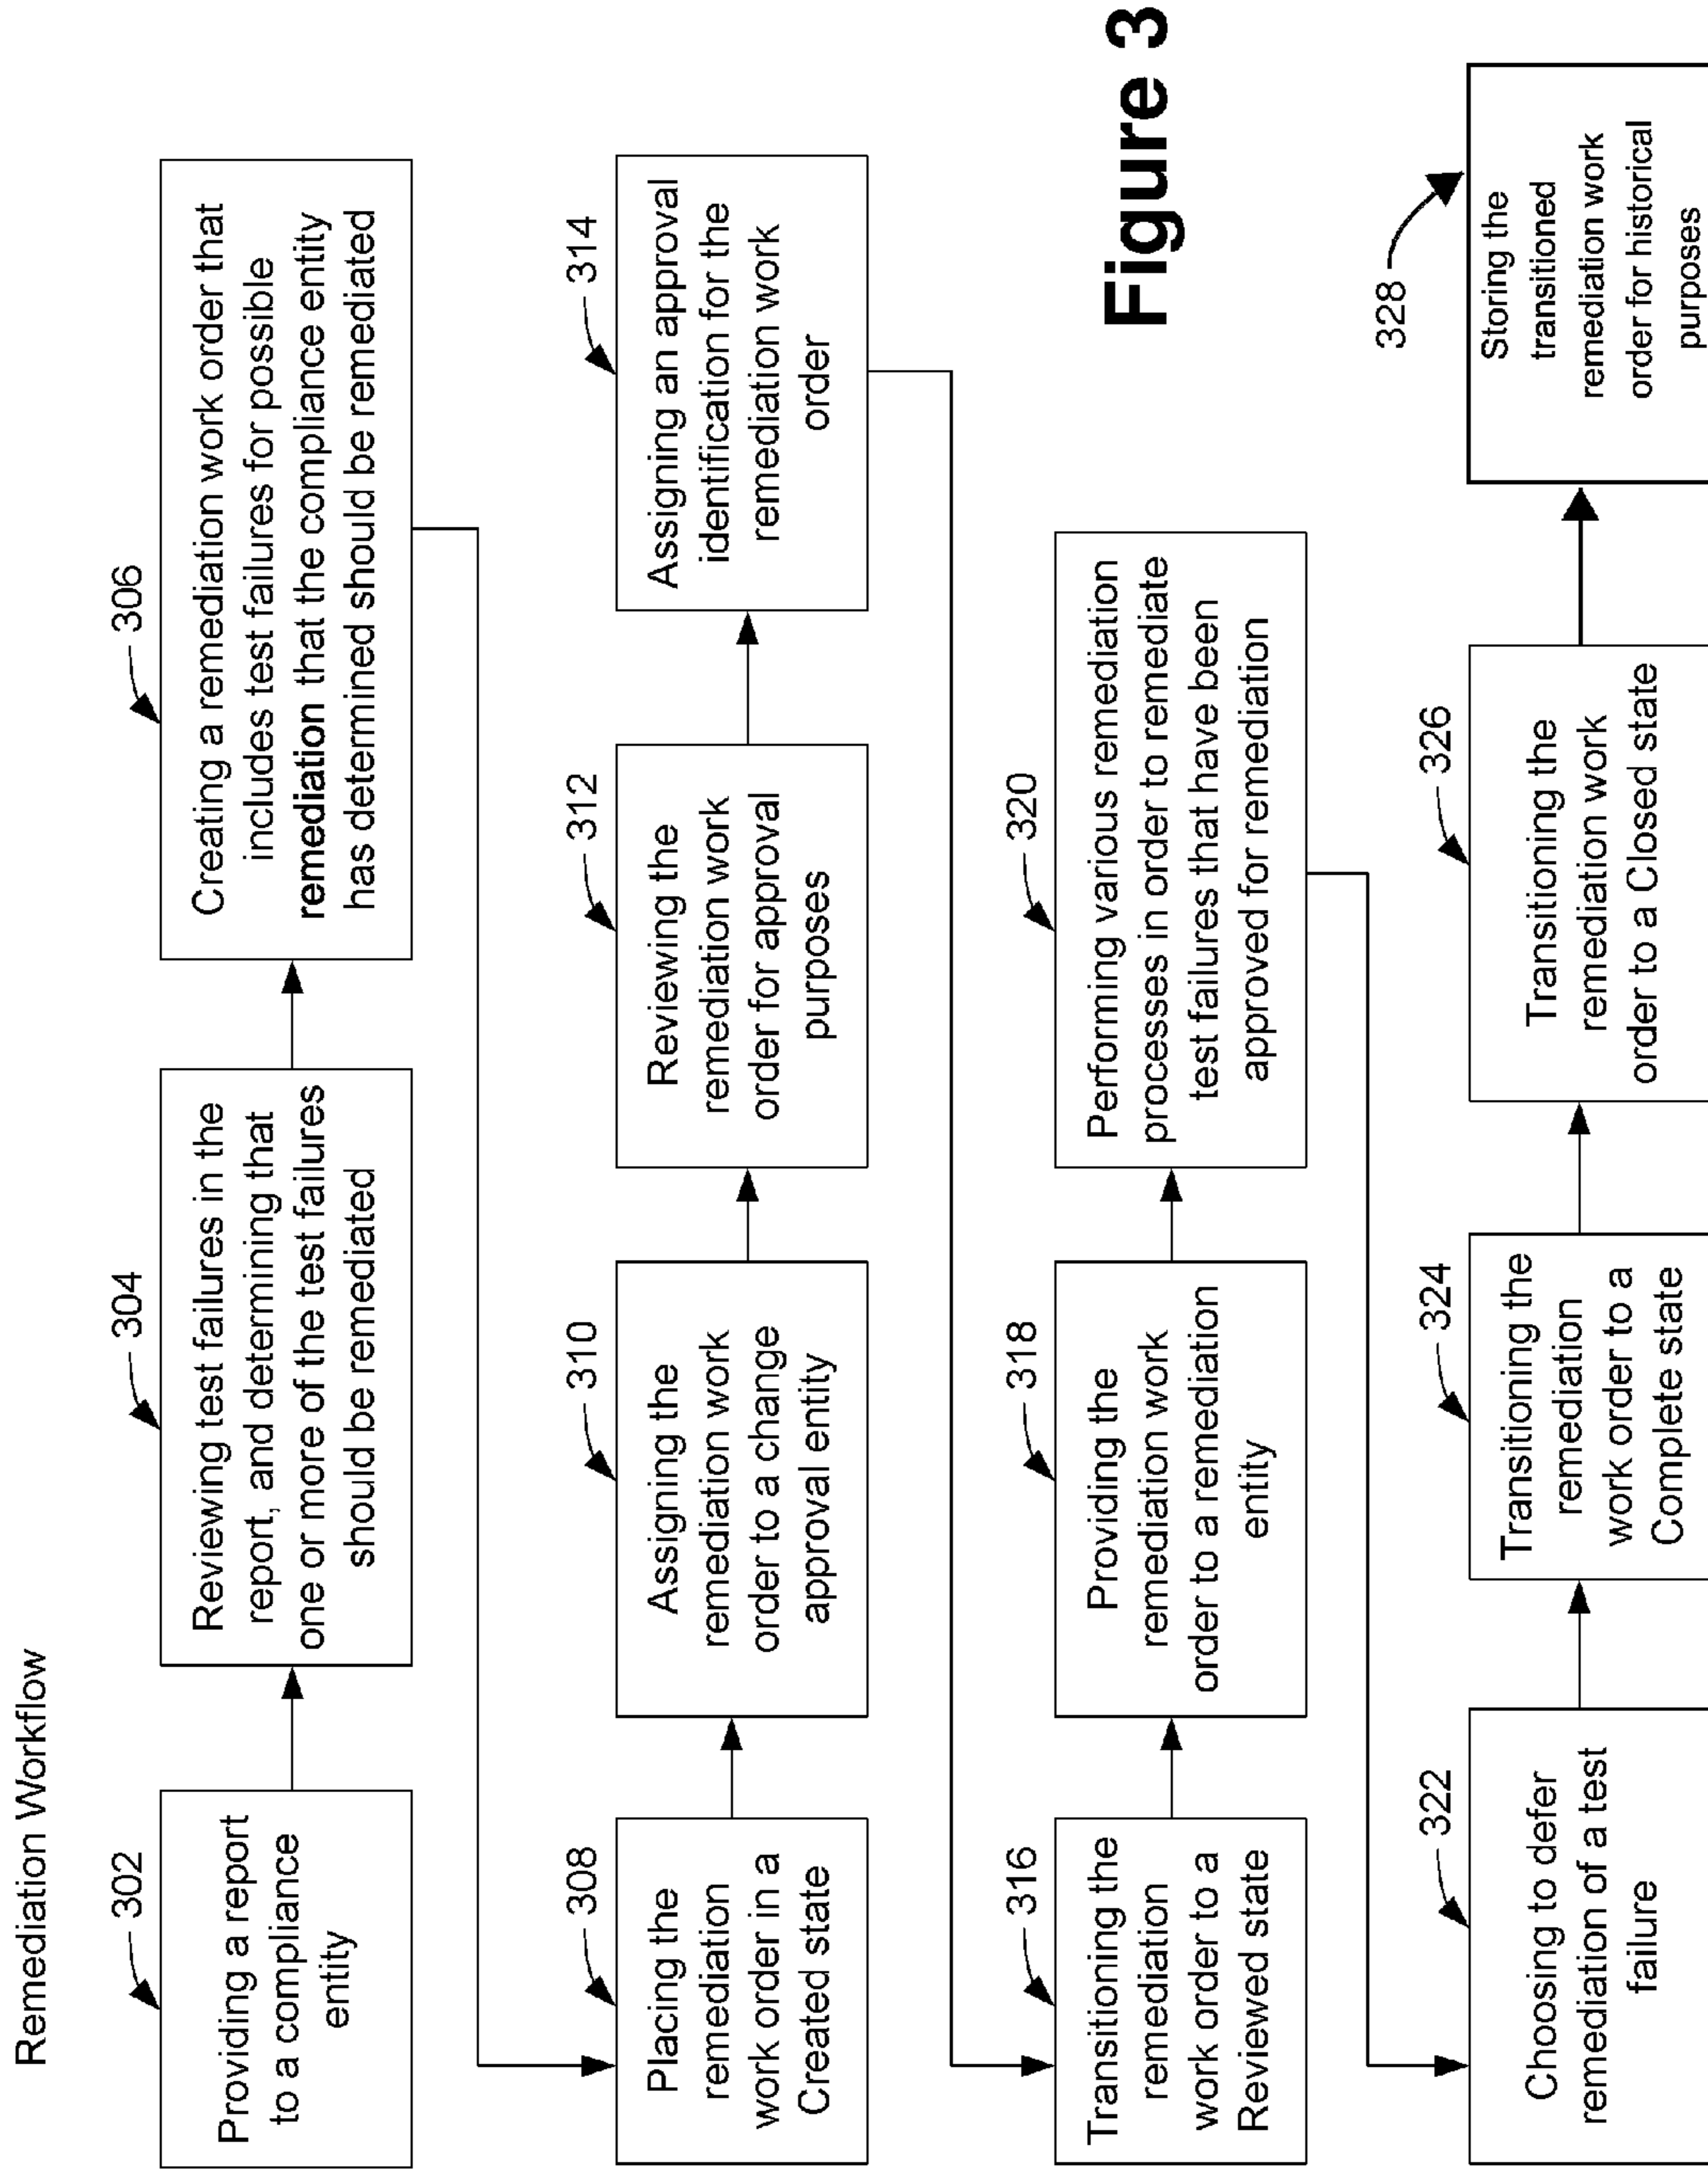 Remediation Workflow
302
Providing a report
to a compliance
entity
304
Reviewing test failures in the
report, and determining that
one or more of the test failures
should be remediated
306
Creating a remediation work order that
includes test failures for possible
remediation that the compliance entity
has determined should be remediated
308
Placing the
remediation
work order in a
Created state
310
Assigning the
remediation work
order to a change
approval entity
312
Reviewing the
remediation work
order for approval
purposes
314
Assigning an approval
identification for the
remediation work
order
316
Transitioning the
remediation
work order to a
Reviewed state
318
Providing the
remediation work
order to a remediation
entity
320
Performing various remediation
processes in order to remediate
test failures that have been
approved for remediation
322
Choosing to defer
remediation of a test
failure
324
Transitioning the
remediation
work order to a
Complete state
326
Transitioning the
remediation work
order to a Closed state
328
Storing the
transitioned
remediation work
order for historical
purposes
Figure 3